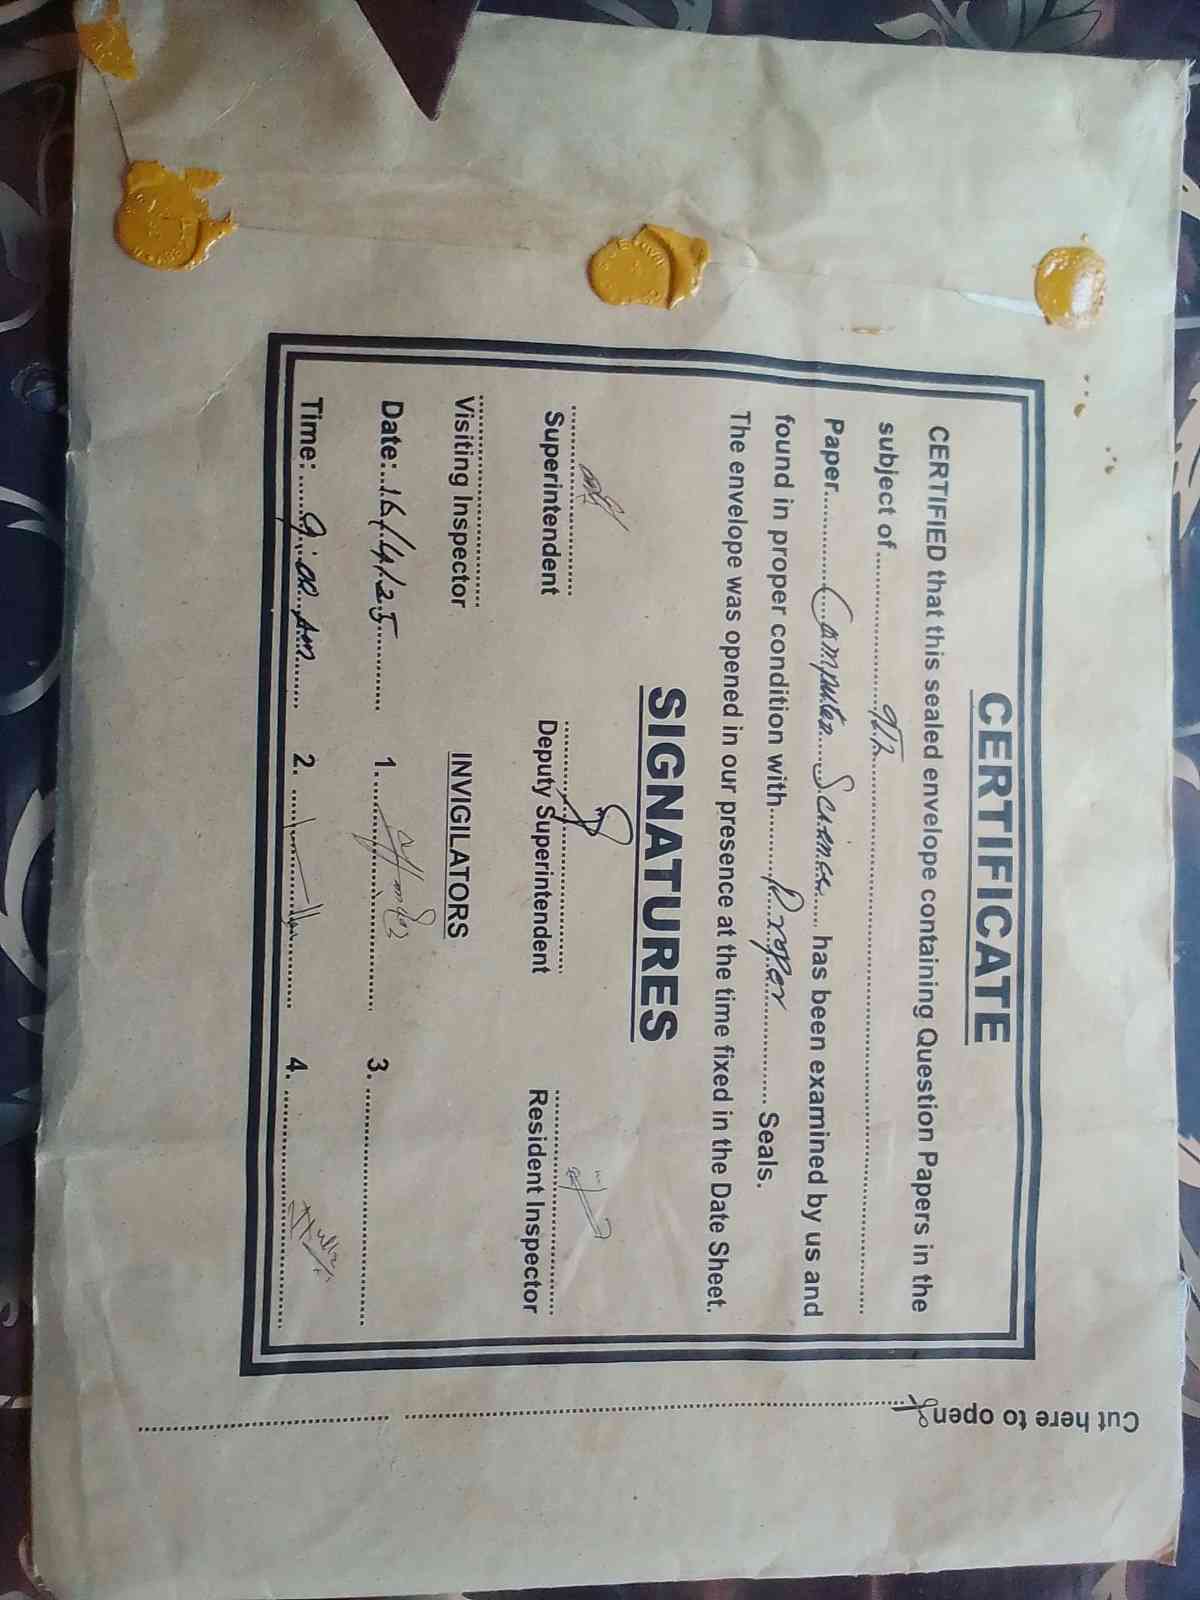 CERTIFICATE
CERTIFIED that this sealed envelope containing Question Papers in the
subject of ........ 9th ........
Paper ........ Computer Science ........ has been examined by us and
found in proper condition with ........ Proper ........ Seals.
The envelope was opened in our presence at the time fixed in the Date Sheet.
SIGNATURES
Superintendent Deputy Superintendent Resident Inspector
Visiting Inspector INVIGILATORS
Date: 16/4/25 1. 3.
Time: 9:00 Am 2. 4.
Cut here to open